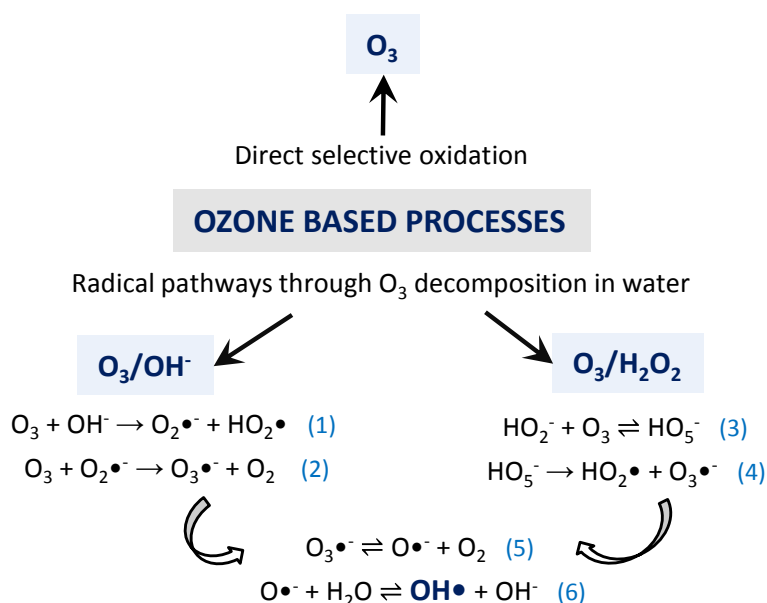 O₃
Direct selective oxidation
OZONE BASED PROCESSES
Radical pathways through O₃ decomposition in water
O₃/OH⁻
O₃ + OH⁻ → O₂•⁻ + HO₂• (1)
O₃ + O₂•⁻ → O₃•⁻ + O₂ (2)
O₃/H₂O₂
HO₂⁻ + O₃ ⇌ HO₅⁻ (3)
HO₅⁻ → HO₂• + O₃•⁻ (4)
O₃•⁻ ⇌ O•⁻ + O₂ (5)
O•⁻ + H₂O ⇌ OH• + OH⁻ (6)